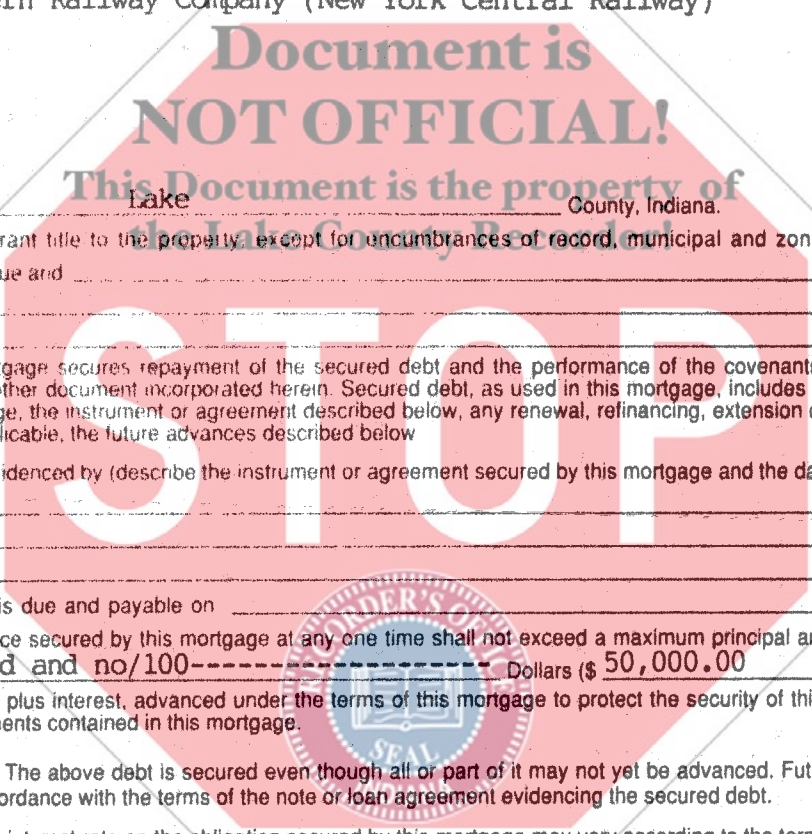 ern Railway Company (New York Central Railway)
Document is
NOT OFFICIAL!
This Document is the property of
the Lake County Recorder!
Lake County, Indiana.
rant title to the property, except for uncumbrances of record, municipal and zon
ue and
STOP
gage secures repayment of the secured debt and the performance of the covenants
ther document incorporated herein. Secured debt, as used in this mortgage, includes
ge, the instrument or agreement described below, any renewal, refinancing, extension
licable, the future advances described below
idenced by (describe the instrument or agreement secured by this mortgage and the da
is due and payable on
RECORDER'S OFFICE
ce secured by this mortgage at any one time shall not exceed a maximum principal a
d and no/100-------------------- Dollars ($ 50,000.00
plus interest, advanced under the terms of this mortgage to protect the security of thi
ents contained in this mortgage.
SEAL
The above debt is secured even though all or part of it may not yet be advanced. Fut
ordance with the terms of the note or loan agreement evidencing the secured debt.